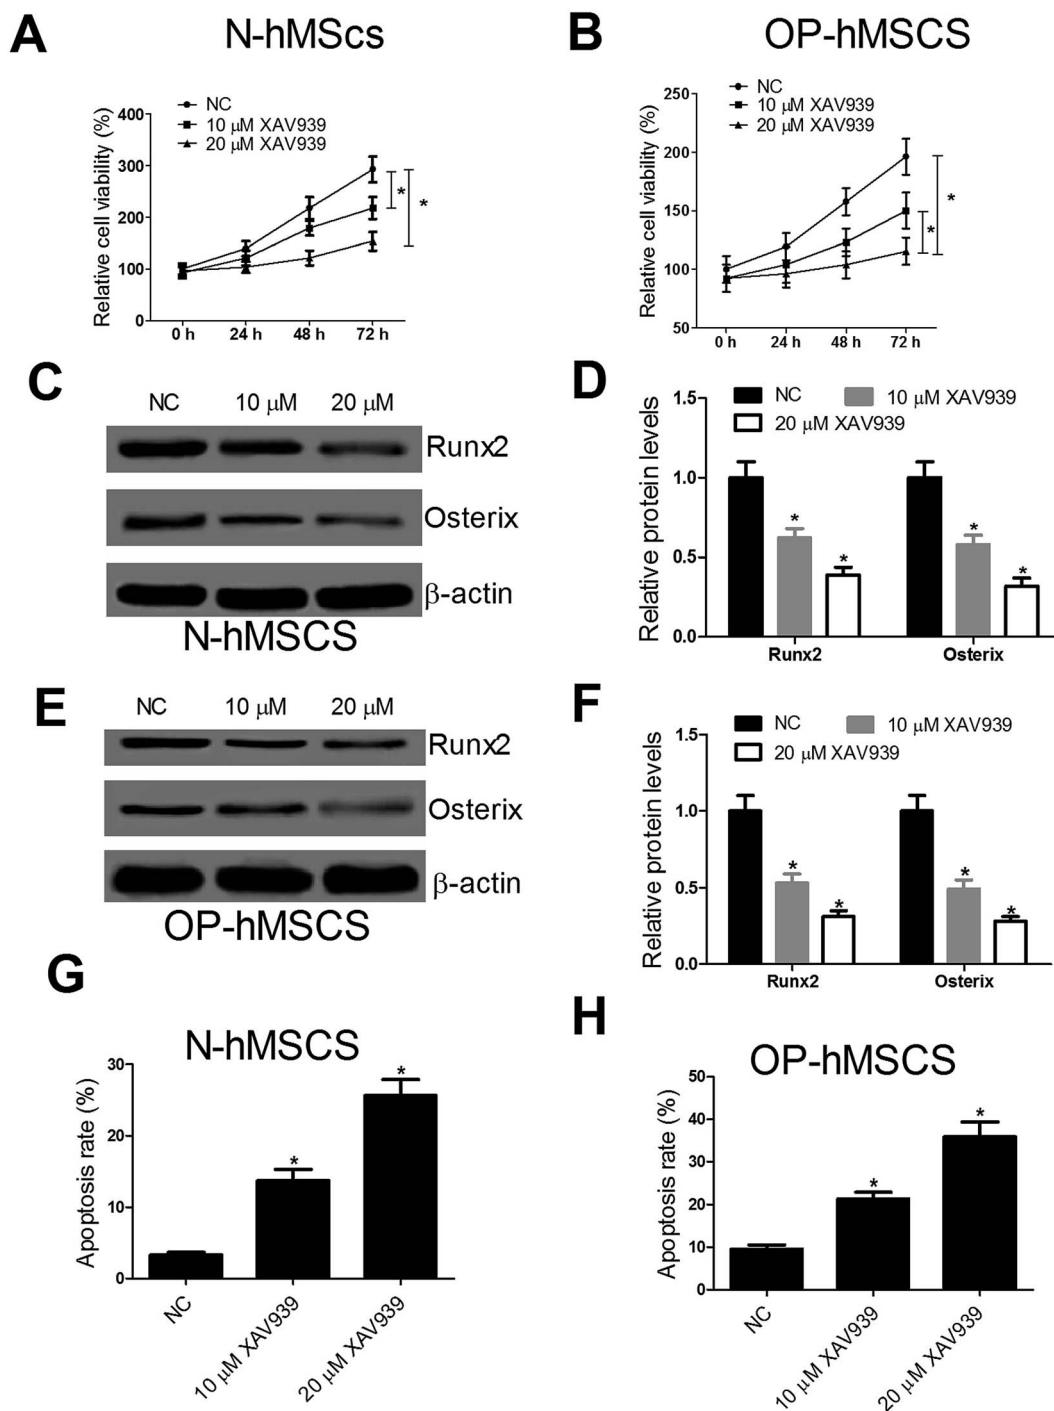 A
N-hMScs
NC
10 μM XAV939
20 μM XAV939
Relative cell viability (%)
400
300
200
100
0
0 h 24 h 48 h 72 h
*
*
B
OP-hMSCS
NC
10 μM XAV939
20 μM XAV939
Relative cell viability (%)
250
200
150
100
50
0 h 24 h 48 h 72 h
*
*
C
NC 10 μM 20 μM
Runx2
Osterix
β-actin
N-hMSCS
D
NC 10 μM XAV939
20 μM XAV939
Relative protein levels
1.5
1.0
0.5
0.0
* * * *
Runx2 Osterix
E
NC 10 μM 20 μM
Runx2
Osterix
β-actin
OP-hMSCS
F
NC 10 μM XAV939
20 μM XAV939
Relative protein levels
1.5
1.0
0.5
0.0
* * * *
Runx2 Osterix
G
N-hMSCS
Apoptosis rate (%)
30
20
10
0
* *
NC
10 μM XAV939
20 μM XAV939
H
OP-hMSCS
Apoptosis rate (%)
50
40
30
20
10
0
* *
NC
10 μM XAV939
20 μM XAV939